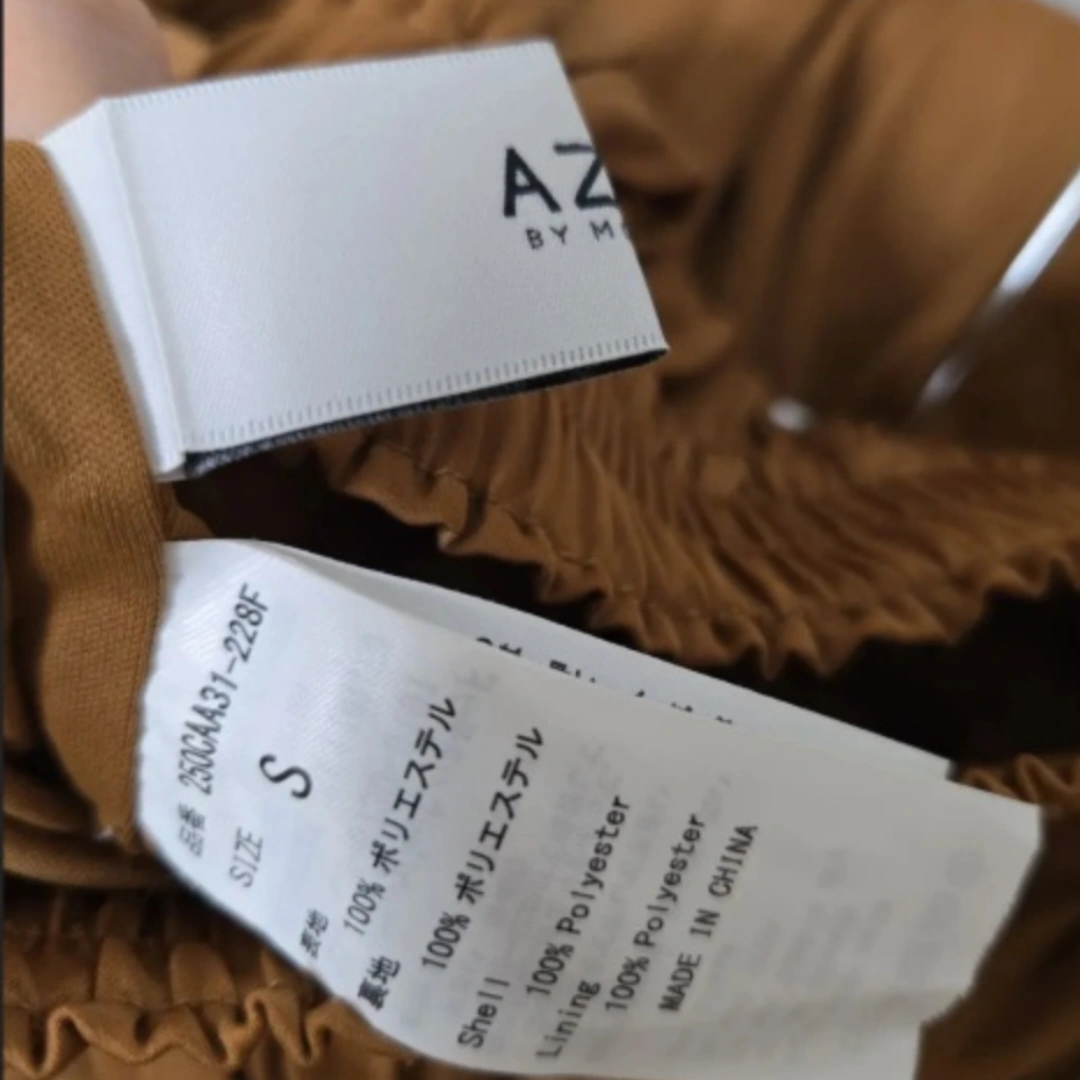 AZ
BY MO
品番 250CAA31-228F
SIZE S
表地
100% ポリエステル
裏地
100% ポリエステル
Shell
100% Polyester
Lining
100% Polyester
MADE IN CHINA